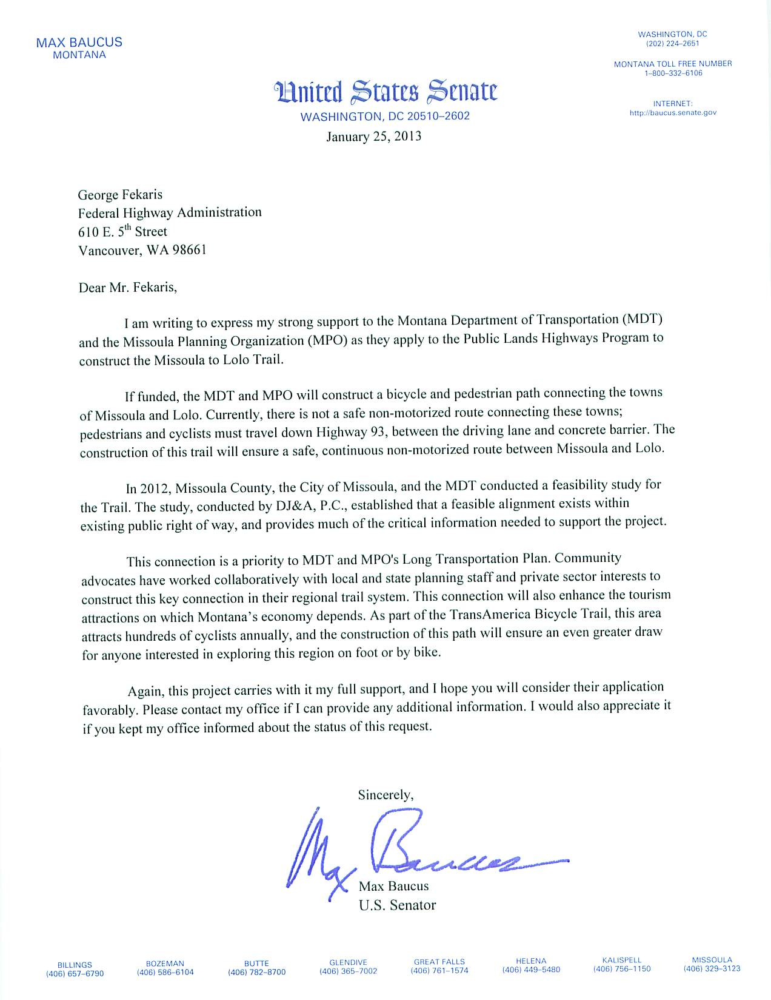 MAX BAUCUS
MONTANA
WASHINGTON, DC
(202) 224–2651
MONTANA TOLL FREE NUMBER
1–800–332–6106
INTERNET:
http://baucus.senate.gov
United States Senate
WASHINGTON, DC 20510–2602
January 25, 2013
George Fekaris
Federal Highway Administration
610 E. 5th Street
Vancouver, WA 98661
Dear Mr. Fekaris,
I am writing to express my strong support to the Montana Department of Transportation (MDT)
and the Missoula Planning Organization (MPO) as they apply to the Public Lands Highways Program to
construct the Missoula to Lolo Trail.
If funded, the MDT and MPO will construct a bicycle and pedestrian path connecting the towns
of Missoula and Lolo. Currently, there is not a safe non-motorized route connecting these towns;
pedestrians and cyclists must travel down Highway 93, between the driving lane and concrete barrier. The
construction of this trail will ensure a safe, continuous non-motorized route between Missoula and Lolo.
In 2012, Missoula County, the City of Missoula, and the MDT conducted a feasibility study for
the Trail. The study, conducted by DJ&A, P.C., established that a feasible alignment exists within
existing public right of way, and provides much of the critical information needed to support the project.
This connection is a priority to MDT and MPO's Long Transportation Plan. Community
advocates have worked collaboratively with local and state planning staff and private sector interests to
construct this key connection in their regional trail system. This connection will also enhance the tourism
attractions on which Montana’s economy depends. As part of the TransAmerica Bicycle Trail, this area
attracts hundreds of cyclists annually, and the construction of this path will ensure an even greater draw
for anyone interested in exploring this region on foot or by bike.
Again, this project carries with it my full support, and I hope you will consider their application
favorably. Please contact my office if I can provide any additional information. I would also appreciate it
if you kept my office informed about the status of this request.
Sincerely,
Max Baucus
Max Baucus
U.S. Senator
BILLINGS
(406) 657–6790
BOZEMAN
(406) 586–6104
BUTTE
(406) 782–8700
GLENDIVE
(406) 365–7002
GREAT FALLS
(406) 761–1574
HELENA
(406) 449–5480
KALISPELL
(406) 756–1150
MISSOULA
(406) 329–3123